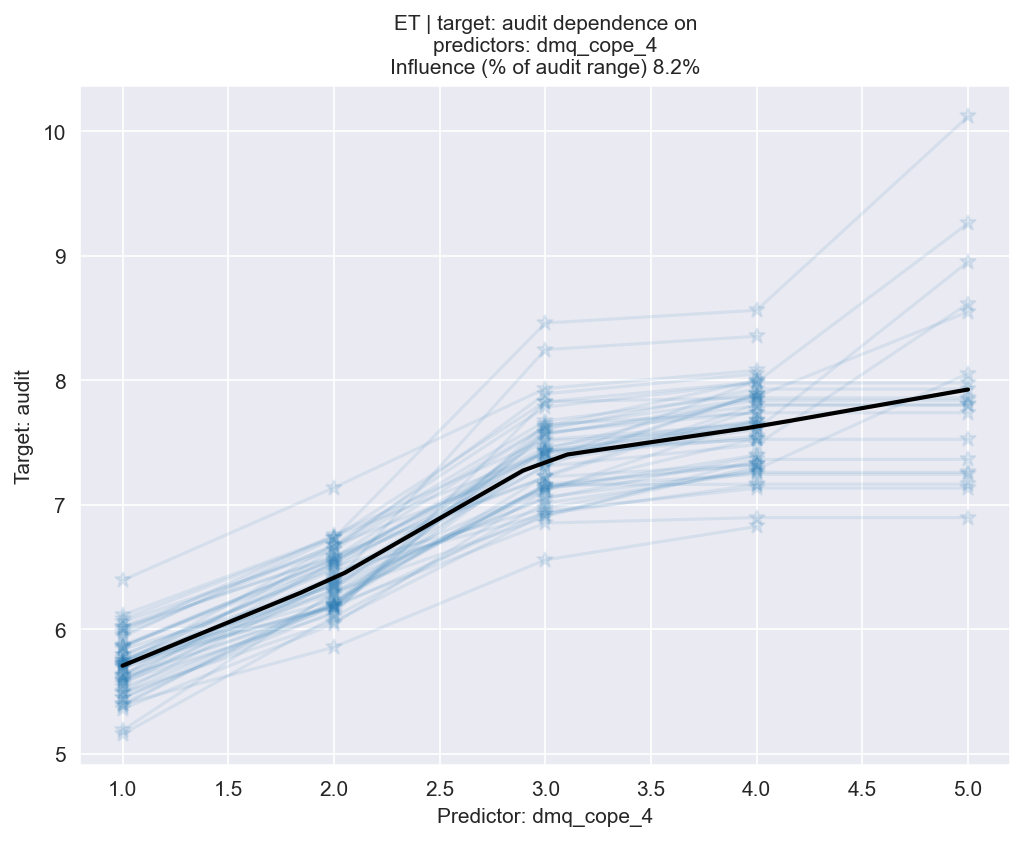 ET | target: audit dependence on
predictors: dmq_cope_4
Influence (% of audit range) 8.2%
10
9
8
7
6
5
Target: audit
1.0 1.5 2.0 2.5 3.0 3.5 4.0 4.5 5.0
Predictor: dmq_cope_4